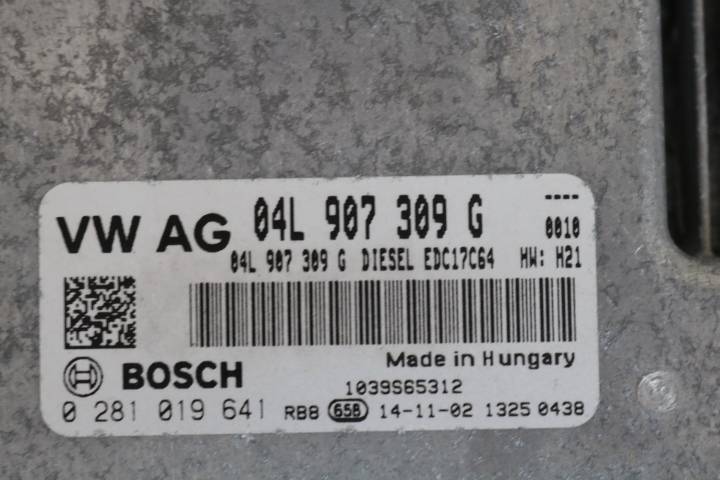 VW AG 04L 907 309 G ----
0010
04L 907 309 G DIESEL EDC17C64 HW: H21
Made in Hungary
BOSCH
1039S65312
0 281 019 641 RB8 65B 14-11-02 1325 0438